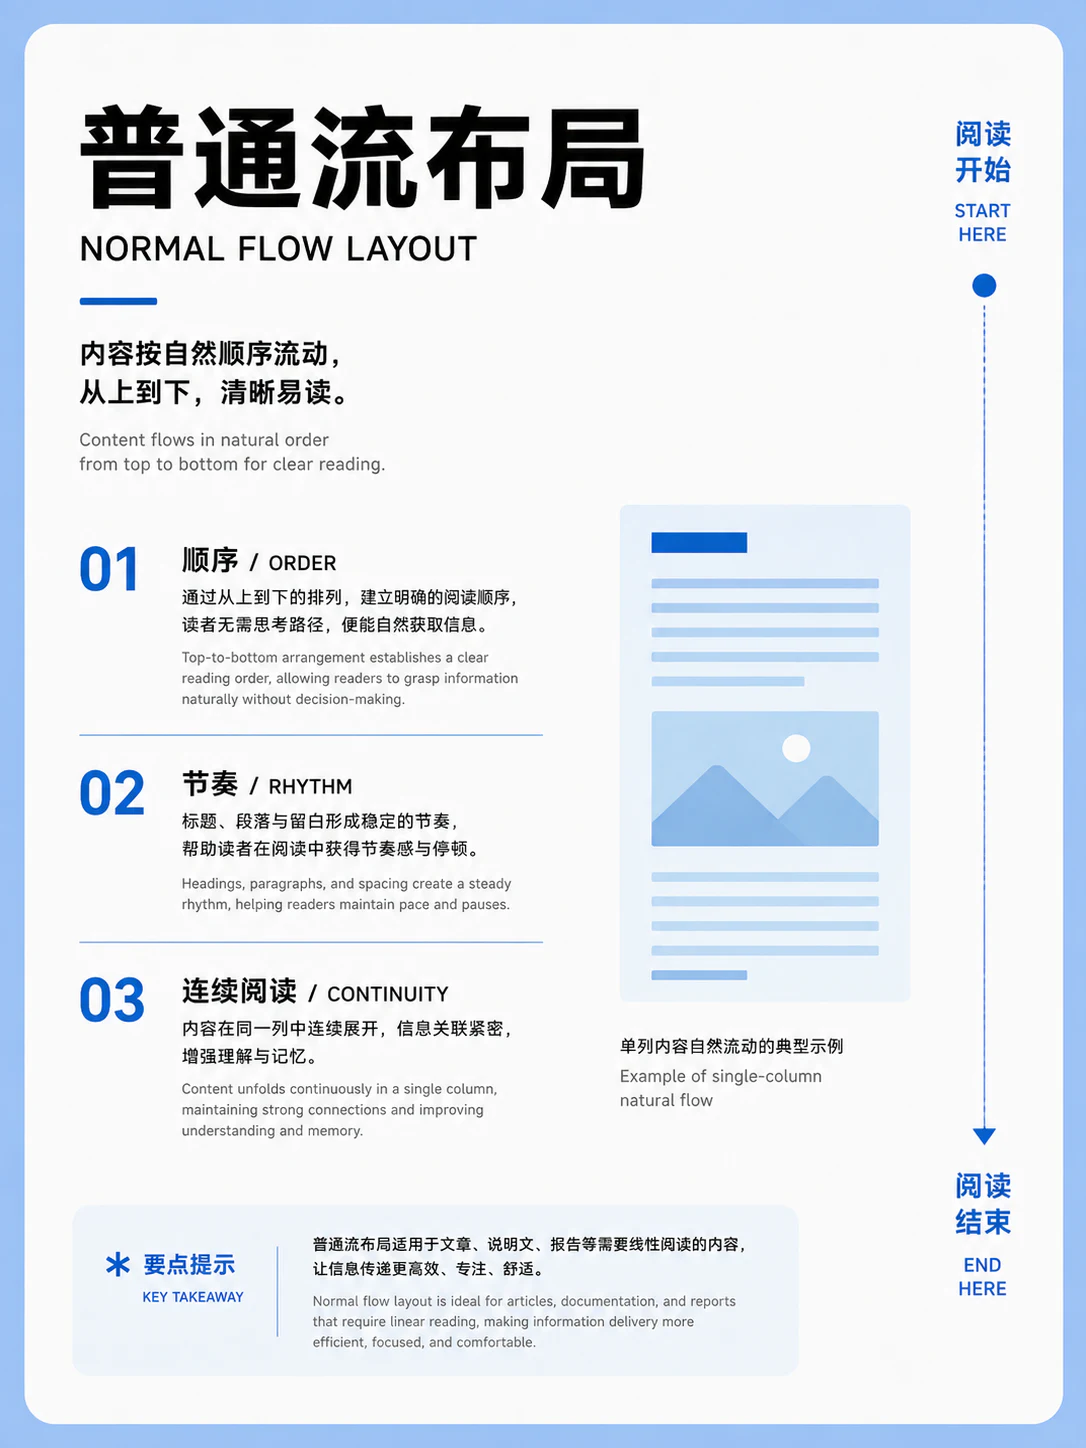 普通流布局
NORMAL FLOW LAYOUT
内容按自然顺序流动，
从上到下，清晰易读。
Content flows in natural order
from top to bottom for clear reading.
01
顺序 / ORDER
通过从上到下的排列，建立明确的阅读顺序，
读者无需思考路径，便能自然获取信息。
Top-to-bottom arrangement establishes a clear
reading order, allowing readers to grasp information
naturally without decision-making.
02
节奏 / RHYTHM
标题、段落与留白形成稳定的节奏，
帮助读者在阅读中获得节奏感与停顿。
Headings, paragraphs, and spacing create a steady
rhythm, helping readers maintain pace and pauses.
03
连续阅读 / CONTINUITY
内容在同一列中连续展开，信息关联紧密，
增强理解与记忆。
Content unfolds continuously in a single column,
maintaining strong connections and improving
understanding and memory.
单列内容自然流动的典型示例
Example of single-column
natural flow
阅读
开始
START
HERE
阅读
结束
END
HERE
* 要点提示
KEY TAKEAWAY
普通流布局适用于文章、说明文、报告等需要线性阅读的内容，
让信息传递更高效、专注、舒适。
Normal flow layout is ideal for articles, documentation, and reports
that require linear reading, making information delivery more
efficient, focused, and comfortable.